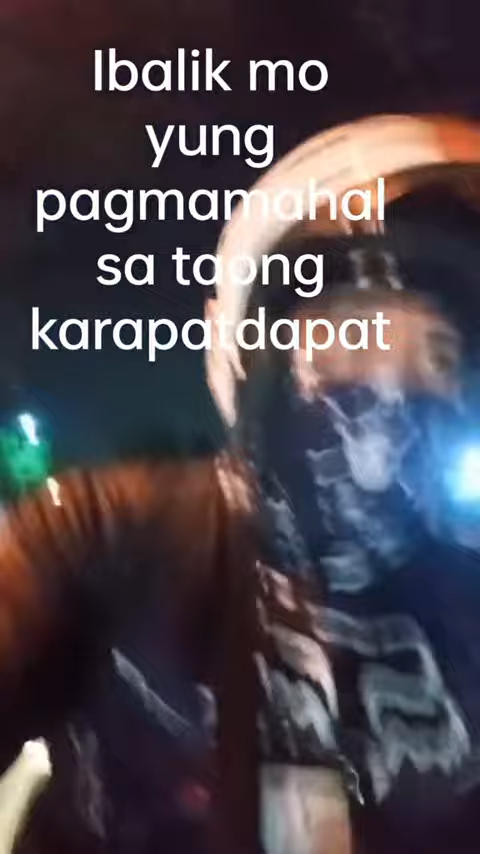 Ibalik mo
yung
pagmamahal
sa taong
karapatdapat